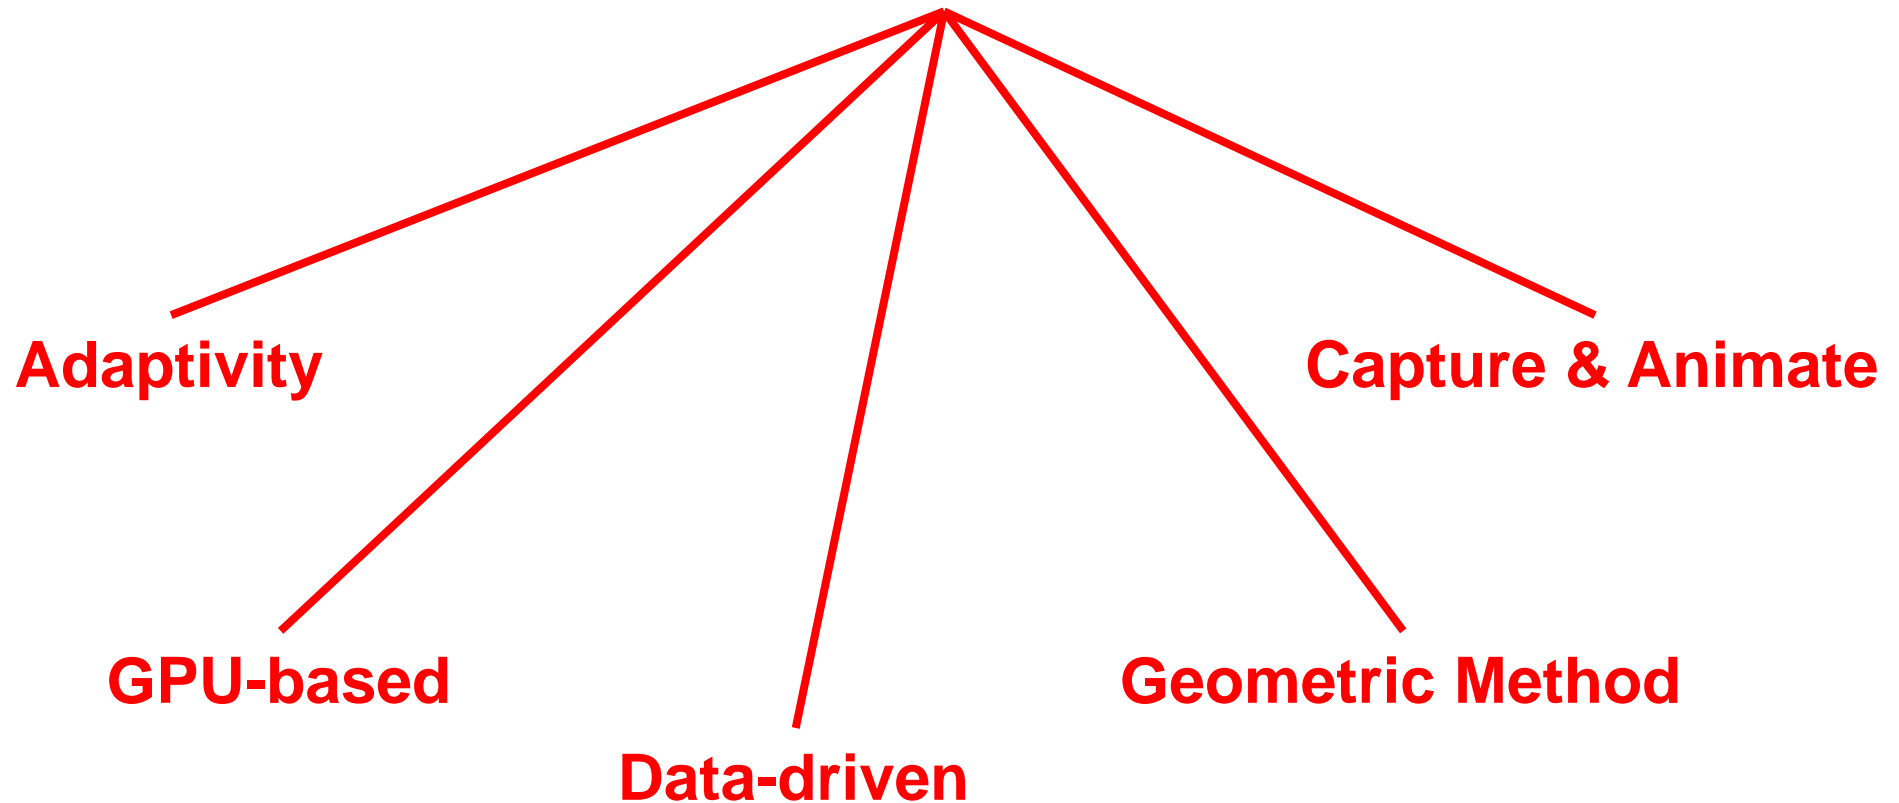 Adaptivity
Capture & Animate
GPU-based
Geometric Method
Data-driven